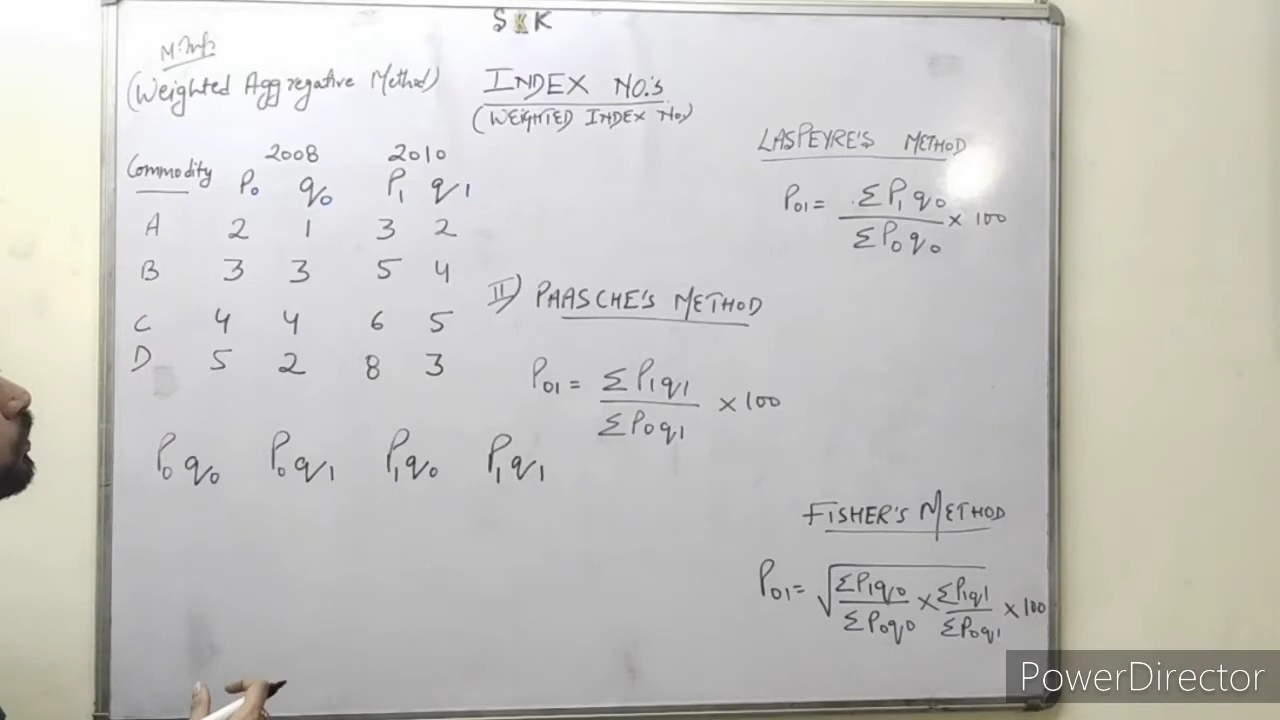 S K K
(Weighted Aggregative Method)
INDEX NO.'s
(WEIGHTED INDEX No.)
Commodity 2008 2010
P₀ q₀ P₁ q₁
A 2 1 3 2
B 3 3 5 4
C 4 4 6 5
D 5 2 8 3
P₀q₀ P₀q₁ P₁q₀ P₁q₁
LASPEYRE'S METHOD
P₀₁ = ΣP₁q₀ / ΣP₀q₀ × 100
II) PAASCHE'S METHOD
P₀₁ = ΣP₁q₁ / ΣP₀q₁ × 100
FISHER'S METHOD
P₀₁ = √(ΣP₁q₀ / ΣP₀q₀ × ΣP₁q₁ / ΣP₀q₁) × 100
PowerDirector